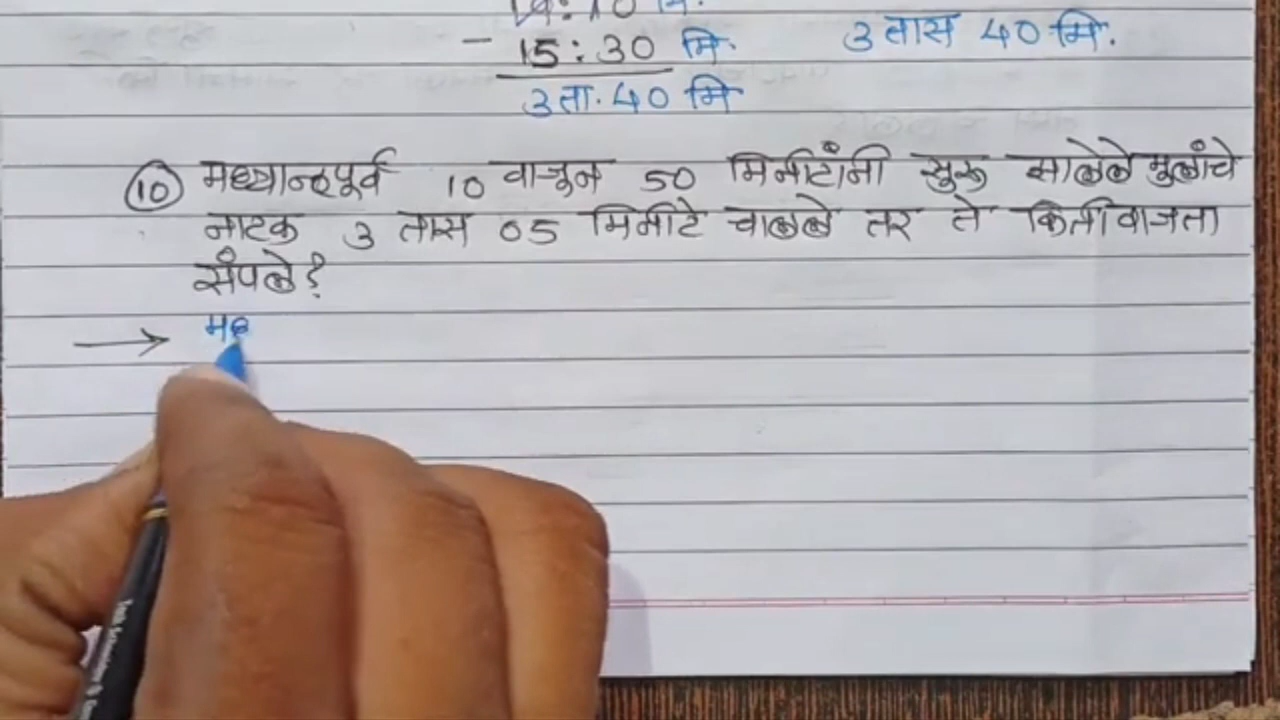 - 15:30 मि. 3 तास 40 मि.
3 ता. 40 मि
10 मध्यान्हपूर्व 10 वाजून 50 मिनीटांनी सुरू झालेले मुलांचे
नाटक 3 तास 05 मिनीटे चालले तर ते किती वाजता
संपले?
→